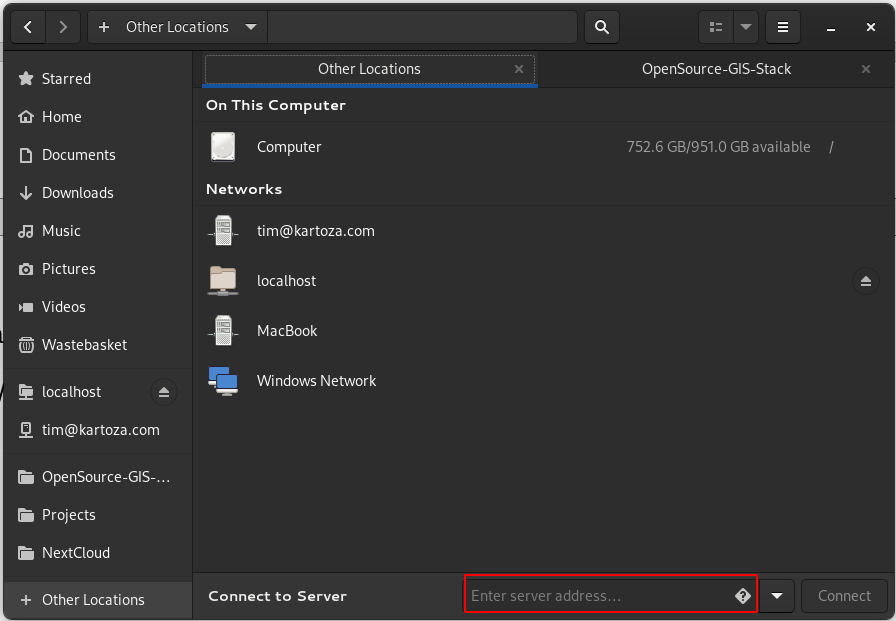 Other Locations
Starred
Home
Documents
Downloads
Music
Pictures
Videos
Wastebasket
localhost
tim@kartoza.com
OpenSource-GIS-...
Projects
NextCloud
Other Locations
Other Locations
OpenSource-GIS-Stack
On This Computer
Computer 752.6 GB/951.0 GB available /
Networks
tim@kartoza.com
localhost
MacBook
Windows Network
Connect to Server Enter server address... Connect